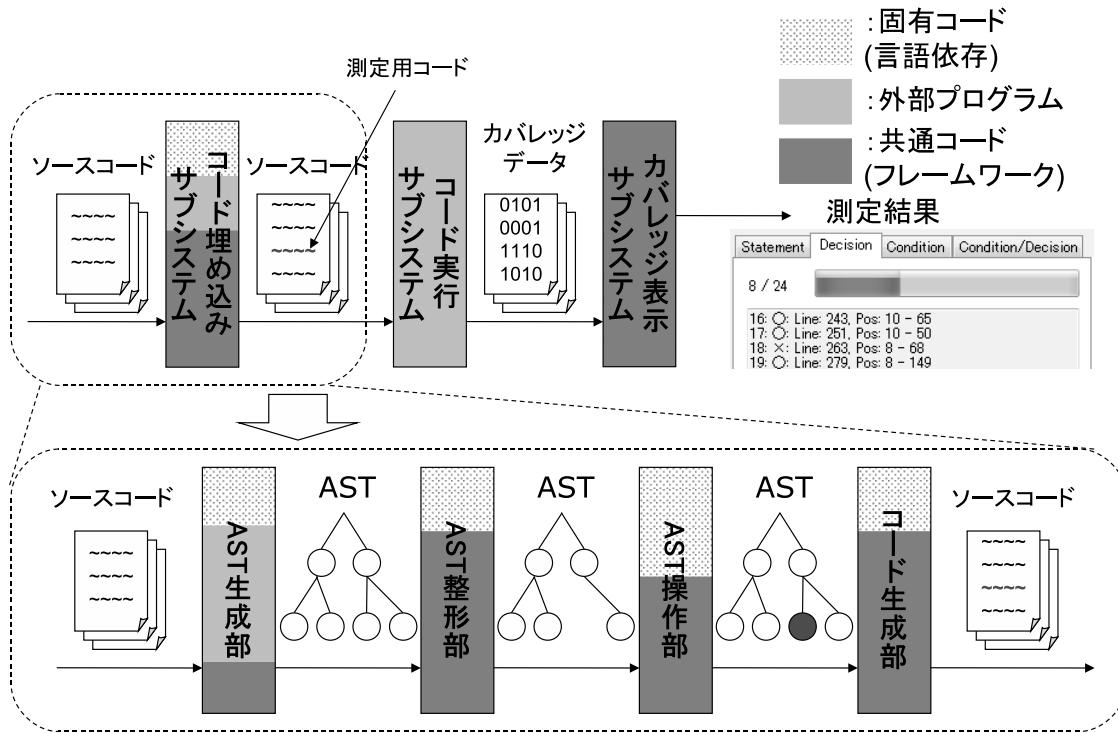 :固有コード
(言語依存)
:外部プログラム
:共通コード
(フレームワーク)
測定用コード
ソースコード
コード埋め込み
サブシステム
ソースコード
コード実行
サブシステム
カバレッジ
データ
0101
0001
1110
1010
カバレッジ表示
サブシステム
測定結果
Statement Decision Condition Condition/Decision
8 / 24
16: ○: Line: 243, Pos: 10 - 65
17: ○: Line: 251, Pos: 10 - 50
18: ×: Line: 263, Pos: 8 - 68
19: ○: Line: 279, Pos: 8 - 149
ソースコード
AST生成部
AST
AST整形部
AST
AST操作部
AST
コード生成部
ソースコード